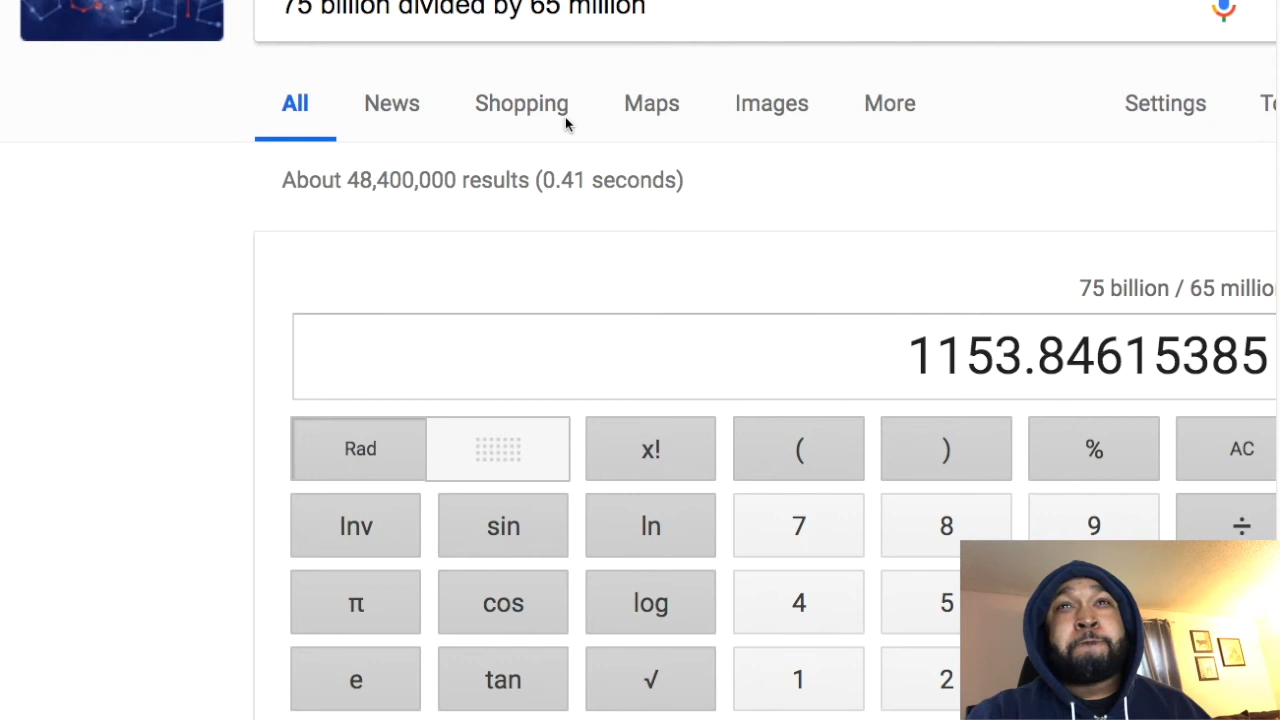 75 billion divided by 65 million
All News Shopping Maps Images More Settings
About 48,400,000 results (0.41 seconds)
75 billion / 65 millio
1153.84615385
Rad x! ( ) % AC
Inv sin ln 7 8 9 ÷
π cos log 4 5
e tan √ 1 2